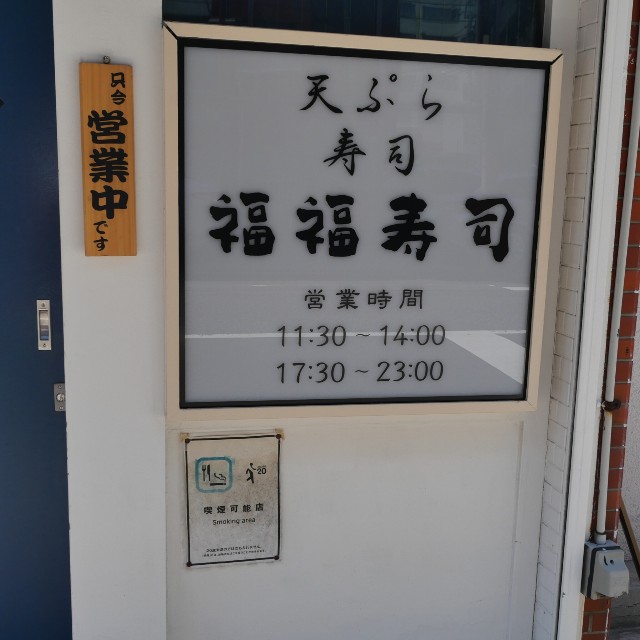 只今営業中です
天ぷら
寿司
福福寿司
営業時間
11:30～14:00
17:30～23:00
20
喫煙可能店
Smoking area